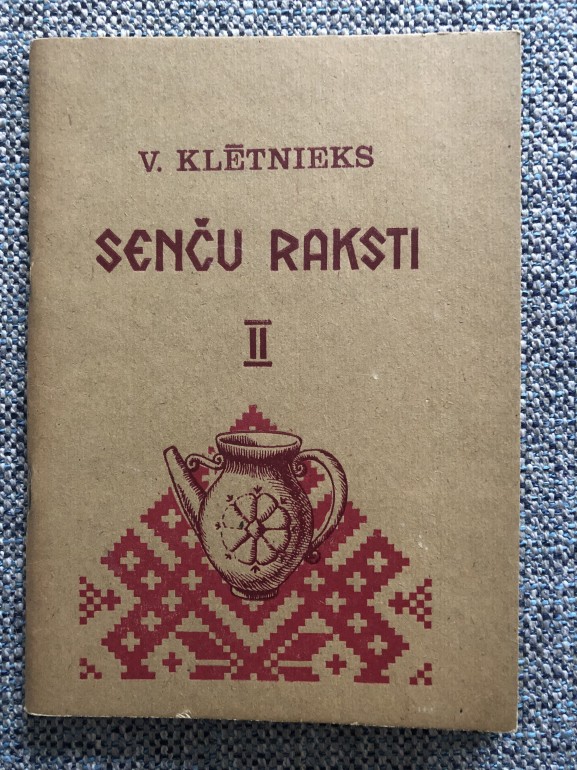 V. KLĒTNIEKS
SENČU RAKSTI
II